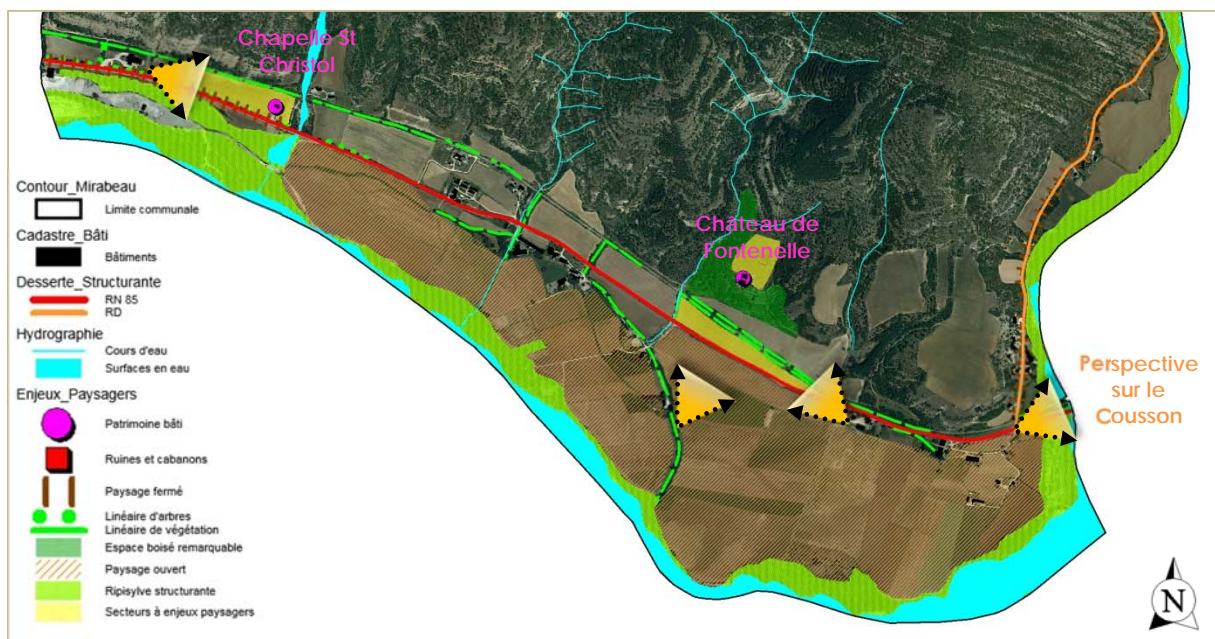 Chapelle St
Christol
Château de
Fontenelle
Perspective
sur le
Cousson
Contour_Mirabeau
Limite communale
Cadastre_Bâti
Bâtiments
Desserte_Structurante
RN 85
RD
Hydrographie
Cours d'eau
Surfaces en eau
Enjeux_Paysagers
Patrimoine bâti
Ruines et cabanons
Paysage fermé
Linéaire d'arbres
Linéaire de végétation
Espace boisé remarquable
Paysage ouvert
Ripisylve structurante
Secteurs à enjeux paysagers
N